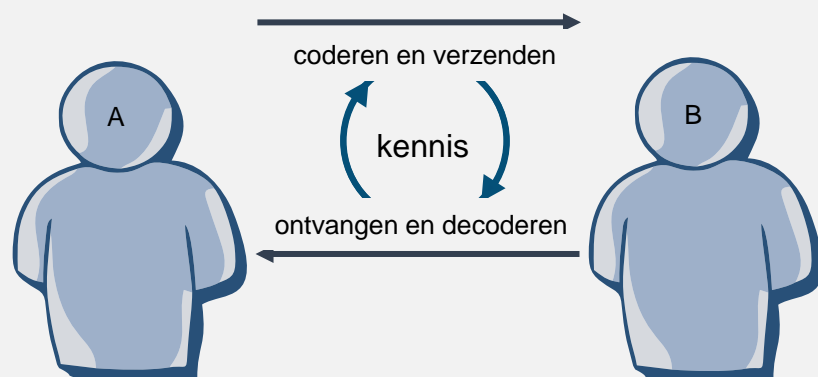 coderen en verzenden
A
B
kennis
ontvangen en decoderen